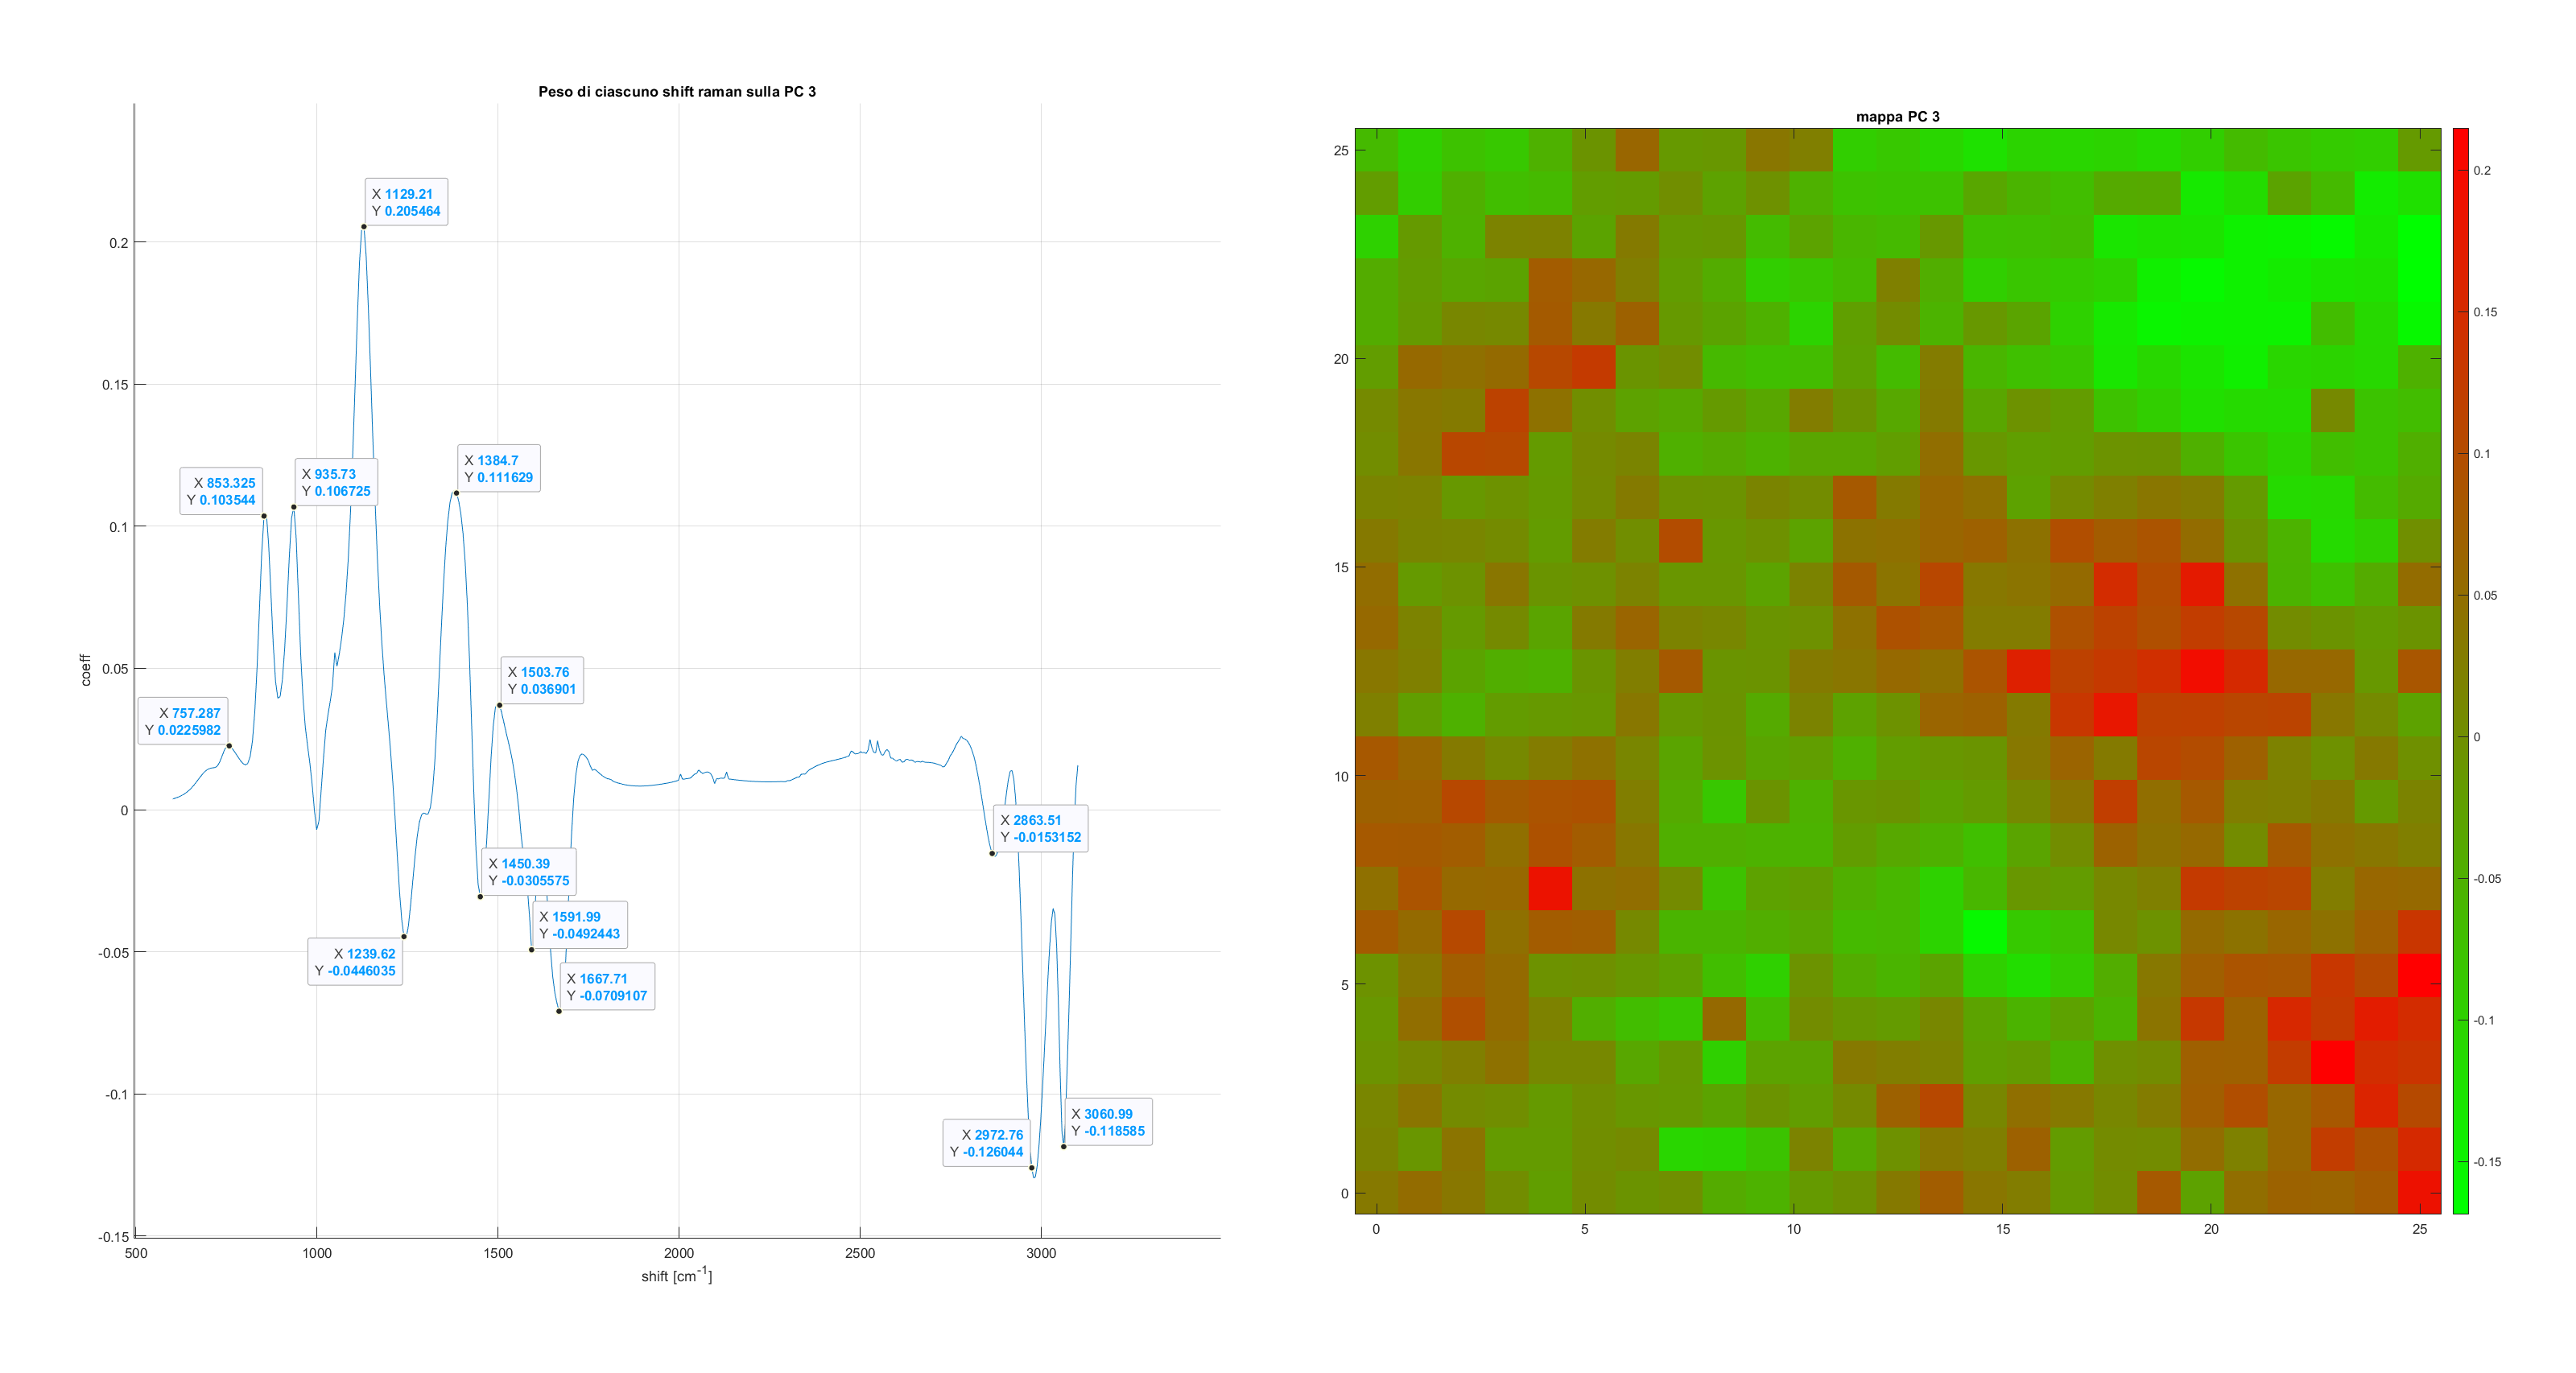 Peso di ciascuno shift raman sulla PC 3
X 1129.21
Y 0.205464
X 1384.7
Y 0.111629
X 935.73
Y 0.106725
X 853.325
Y 0.103544
X 1503.76
Y 0.036901
X 757.287
Y 0.0225982
X 2863.51
Y -0.0153152
X 1450.39
Y -0.0305575
X 1591.99
Y -0.0492443
X 1239.62
Y -0.0446035
X 1667.71
Y -0.0709107
X 3060.99
Y -0.118585
X 2972.76
Y -0.126044
0.2
0.15
0.1
0.05
0
-0.05
-0.1
-0.15
coeff
500 1000 1500 2000 2500 3000
shift [cm-1]
mappa PC 3
25
20
15
10
5
0
0 5 10 15 20 25
0.2
0.15
0.1
0.05
0
-0.05
-0.1
-0.15